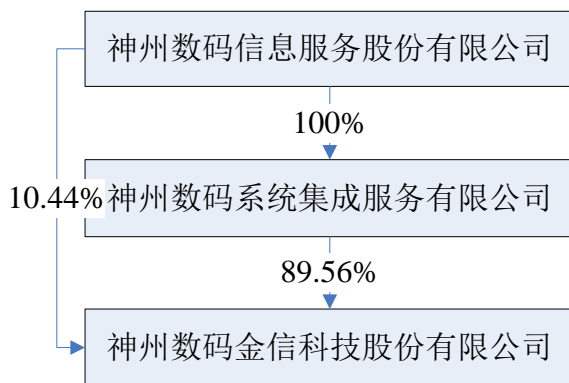 神州数码信息服务股份有限公司
100%
10.44%
神州数码系统集成服务有限公司
89.56%
神州数码金信科技股份有限公司